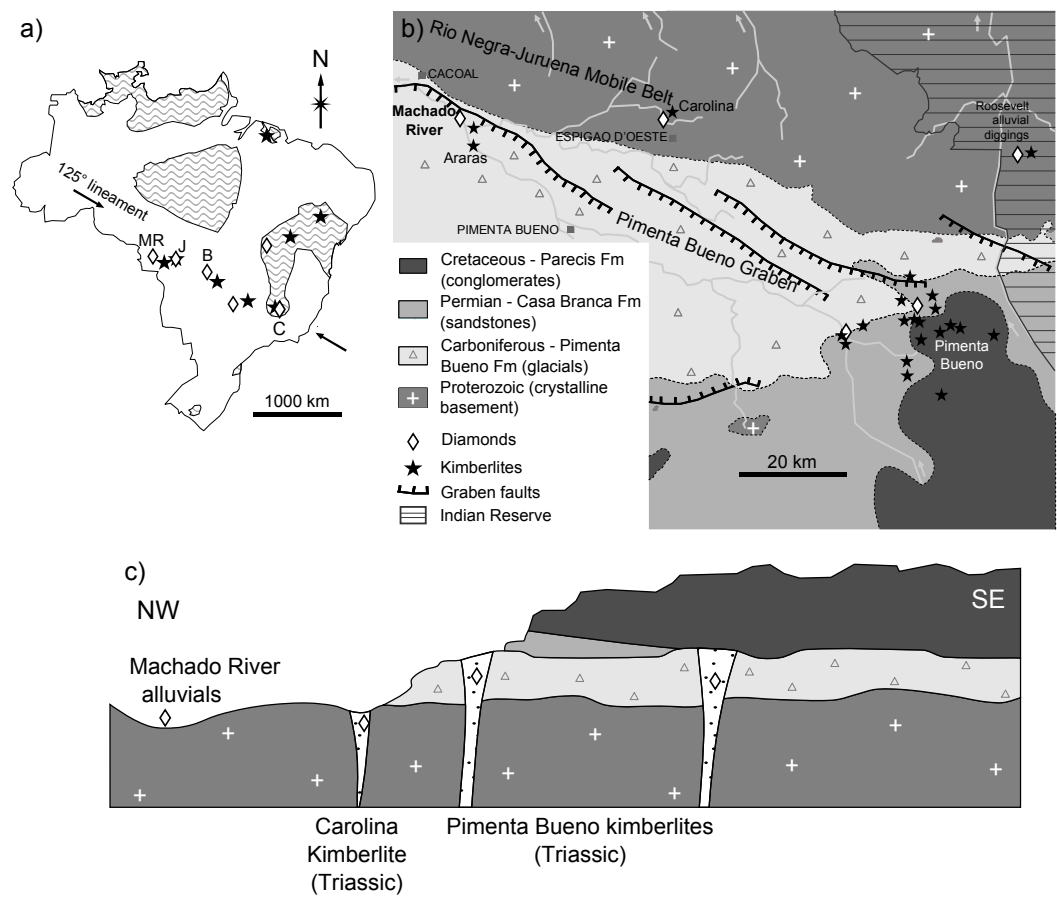 a)
N
125° lineament
MR
J
B
C
1000 km
b)
Rio Negra-Juruena Mobile Belt
CACOAL
Machado
River
Carolina
ESPIGAO D'OESTE
Araras
Roosevelt
alluvial
diggings
PIMENTA BUENO
Pimenta Bueno Graben
Pimenta
Bueno
20 km
Cretaceous - Parecis Fm
(conglomerates)
Permian - Casa Branca Fm
(sandstones)
Carboniferous - Pimenta
Bueno Fm (glacials)
Proterozoic (crystalline
basement)
Diamonds
Kimberlites
Graben faults
Indian Reserve
c)
NW
SE
Machado River
alluvials
Carolina
Kimberlite
(Triassic)
Pimenta Bueno kimberlites
(Triassic)